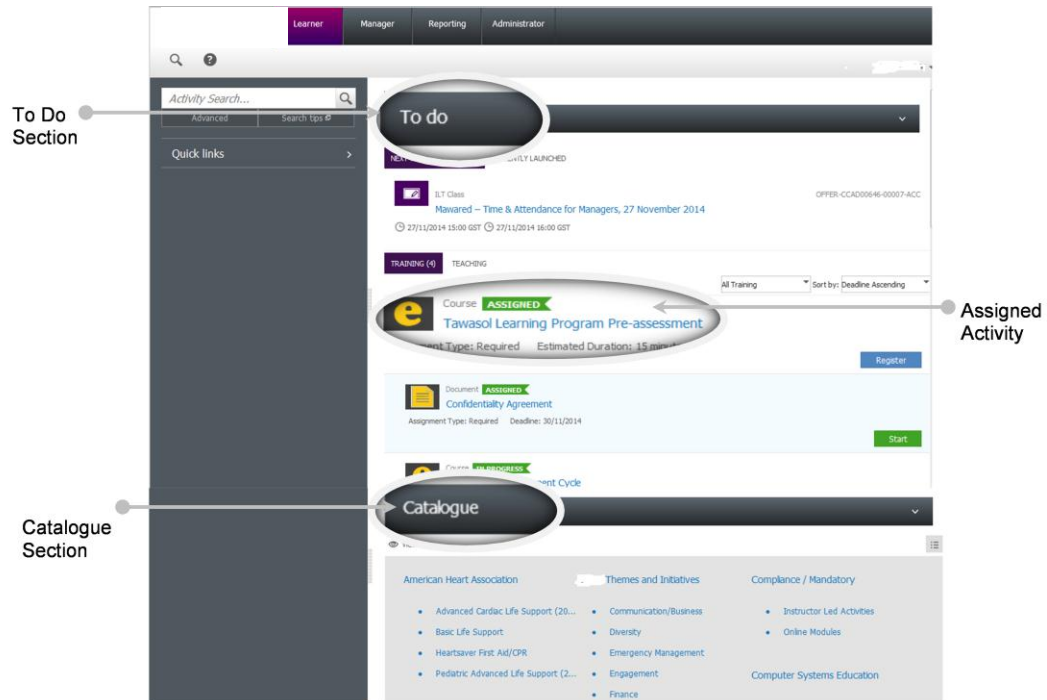 Learner Manager Reporting Administrator
Activity Search...
Advanced Search tips
Quick links
To Do
Section
To do
LAUNCHED
ILT Class OFFER-CCAD00646-00007-ACC
Mawared – Time & Attendance for Managers, 27 November 2014
27/11/2014 15:00 GST 27/11/2014 16:00 GST
TRAINING (4) TEACHING
All Training Sort by: Deadline Ascending
Course ASSIGNED
Tawasol Learning Program Pre-assessment
Type: Required Estimated Duration: 15
Register
Assigned
Activity
Document ASSIGNED
Confidentiality Agreement
Assignment Type: Required Deadline: 30/11/2014
Start
Course IN PROGRESS
Cycle
Catalogue
Catalogue
Section
American Heart Association Themes and Initiatives Compliance / Mandatory
• Advanced Cardiac Life Support (20... • Communication/Business • Instructor Led Activities
• Basic Life Support • Diversity • Online Modules
• Heartsaver First Aid/CPR • Emergency Management
• Pediatric Advanced Life Support (2... • Engagement Computer Systems Education
• Finance